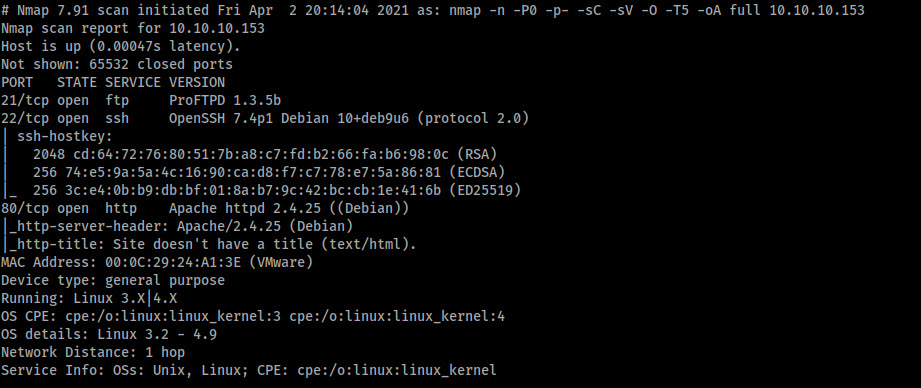 # Nmap 7.91 scan initiated Fri Apr  2 20:14:04 2021 as: nmap -n -P0 -p- -sC -sV -O -T5 -oA full 10.10.10.153
Nmap scan report for 10.10.10.153
Host is up (0.00047s latency).
Not shown: 65532 closed ports
PORT   STATE SERVICE VERSION
21/tcp open  ftp     ProFTPD 1.3.5b
22/tcp open  ssh     OpenSSH 7.4p1 Debian 10+deb9u6 (protocol 2.0)
| ssh-hostkey:
|   2048 cd:64:72:76:80:51:7b:a8:c7:fd:b2:66:fa:b6:98:0c (RSA)
|   256 74:e5:9a:5a:4c:16:90:ca:d8:f7:c7:78:e7:5a:86:81 (ECDSA)
|_  256 3c:e4:0b:b9:db:bf:01:8a:b7:9c:42:bc:cb:1e:41:6b (ED25519)
80/tcp open  http    Apache httpd 2.4.25 ((Debian))
|_http-server-header: Apache/2.4.25 (Debian)
|_http-title: Site doesn't have a title (text/html).
MAC Address: 00:0C:29:24:A1:3E (VMware)
Device type: general purpose
Running: Linux 3.X|4.X
OS CPE: cpe:/o:linux:linux_kernel:3 cpe:/o:linux:linux_kernel:4
OS details: Linux 3.2 - 4.9
Network Distance: 1 hop
Service Info: OSs: Unix, Linux; CPE: cpe:/o:linux:linux_kernel